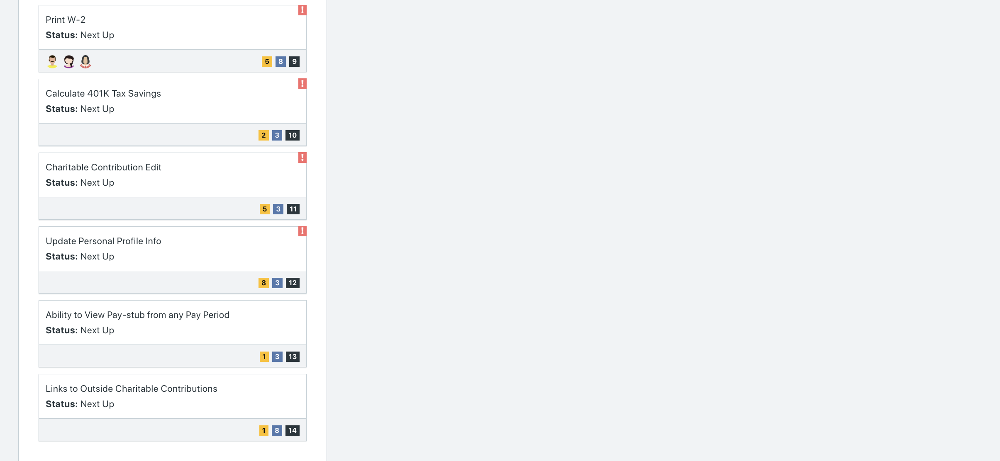 !
Print W-2
Status: Next Up
5 8 9
!
Calculate 401K Tax Savings
Status: Next Up
2 3 10
!
Charitable Contribution Edit
Status: Next Up
5 3 11
!
Update Personal Profile Info
Status: Next Up
8 3 12
Ability to View Pay-stub from any Pay Period
Status: Next Up
1 3 13
Links to Outside Charitable Contributions
Status: Next Up
1 8 14